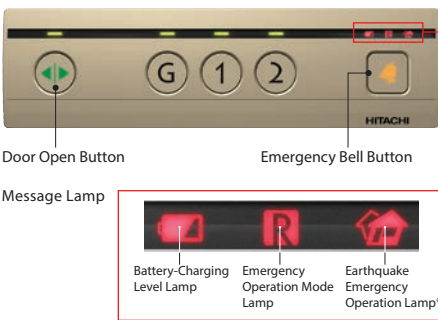 G 1 2
HITACHI
Door Open Button Emergency Bell Button
Message Lamp
R
Battery-Charging Level Lamp
Emergency Operation Mode Lamp
Earthquake Emergency Operation Lamp*